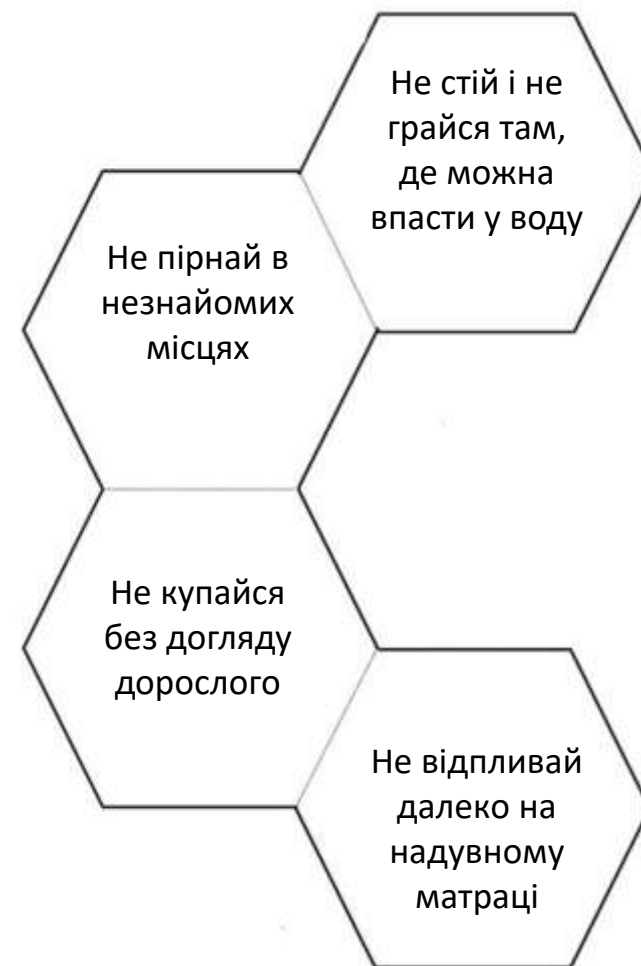 Не стій і не
грайся там,
де можна
впасти у воду
Не пірнай в
незнайомих
місцях
Не купайся
без догляду
дорослого
Не відпливай
далеко на
надувному
матраці